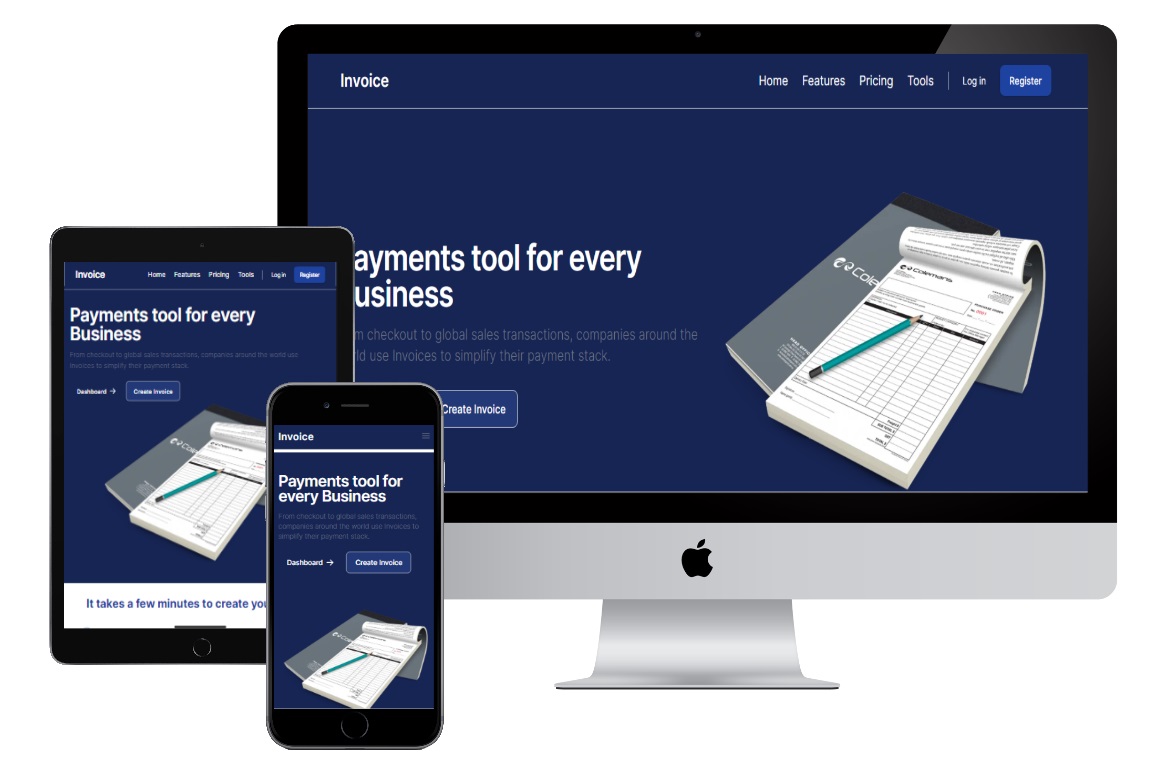 Invoice
Home Features Pricing Tools Log in Register
ayments tool for every
usiness
m checkout to global sales transactions, companies around the
ld use Invoices to simplify their payment stack.
Create Invoice
Cole
Colemans
Invoice
Home Features Pricing Tools Log in Register
Payments tool for every
Business
From checkout to global sales transactions, companies around the world use
Invoices to simplify their payment stack.
Dashboard → Create Invoice
Colemans
It takes a few minutes to create you
Invoice
Payments tool for
every Business
From checkout to global sales transactions,
companies around the world use Invoices to
simplify their payment stack.
Dashboard → Create Invoice